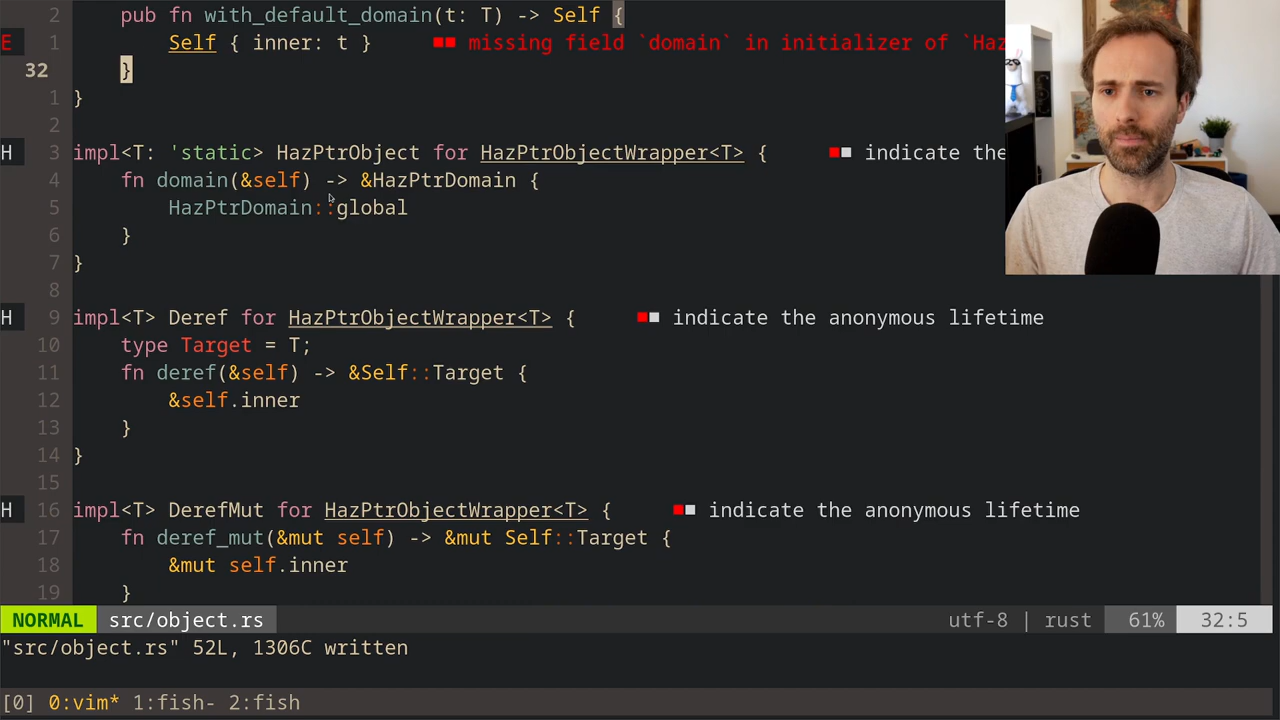 2     pub fn with_default_domain(t: T) -> Self {
E 1         Self { inner: t }     ■■ missing field `domain` in initializer of `Haz
32     }
1 }
2
H 3 impl<T: 'static> HazPtrObject for HazPtrObjectWrapper<T> {     ■■ indicate the
4     fn domain(&self) -> &HazPtrDomain {
5         HazPtrDomain::global
6     }
7 }
8
H 9 impl<T> Deref for HazPtrObjectWrapper<T> {     ■■ indicate the anonymous lifetime
10     type Target = T;
11     fn deref(&self) -> &Self::Target {
12         &self.inner
13     }
14 }
15
H 16 impl<T> DerefMut for HazPtrObjectWrapper<T> {     ■■ indicate the anonymous lifetime
17     fn deref_mut(&mut self) -> &mut Self::Target {
18         &mut self.inner
19     }
NORMAL src/object.rs utf-8 | rust 61% 32:5
"src/object.rs" 52L, 1306C written
[0] 0:vim* 1:fish- 2:fish